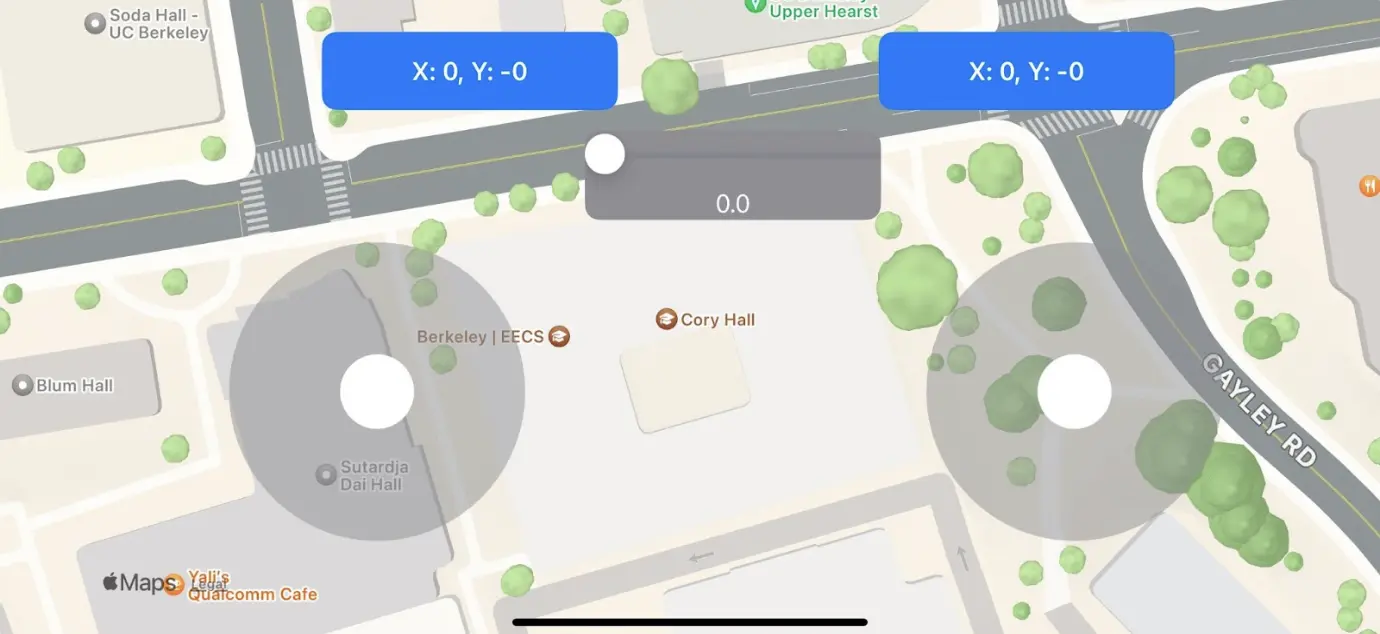 Soda Hall -
UC Berkeley
Upper Hearst
X: 0, Y: -0
X: 0, Y: -0
0.0
Cory Hall
Berkeley | EECS
Blum Hall
GAYLEY RD
Sutardja
Dai Hall
Maps
Legal
Yali's
Qualcomm Cafe